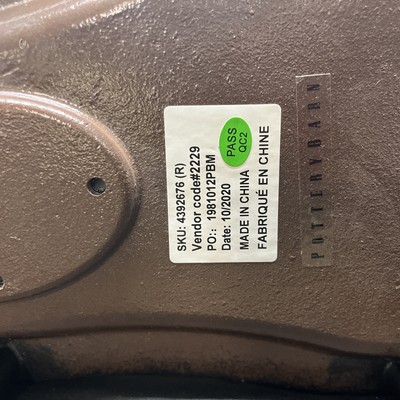 SKU: 4392676 (R)
Vendor code#2229
PO:: 1981012PBM
Date: 10/2020
MADE IN CHINA
FABRIQUÉ EN CHINE
PASS
QC2
POTTERYBARN